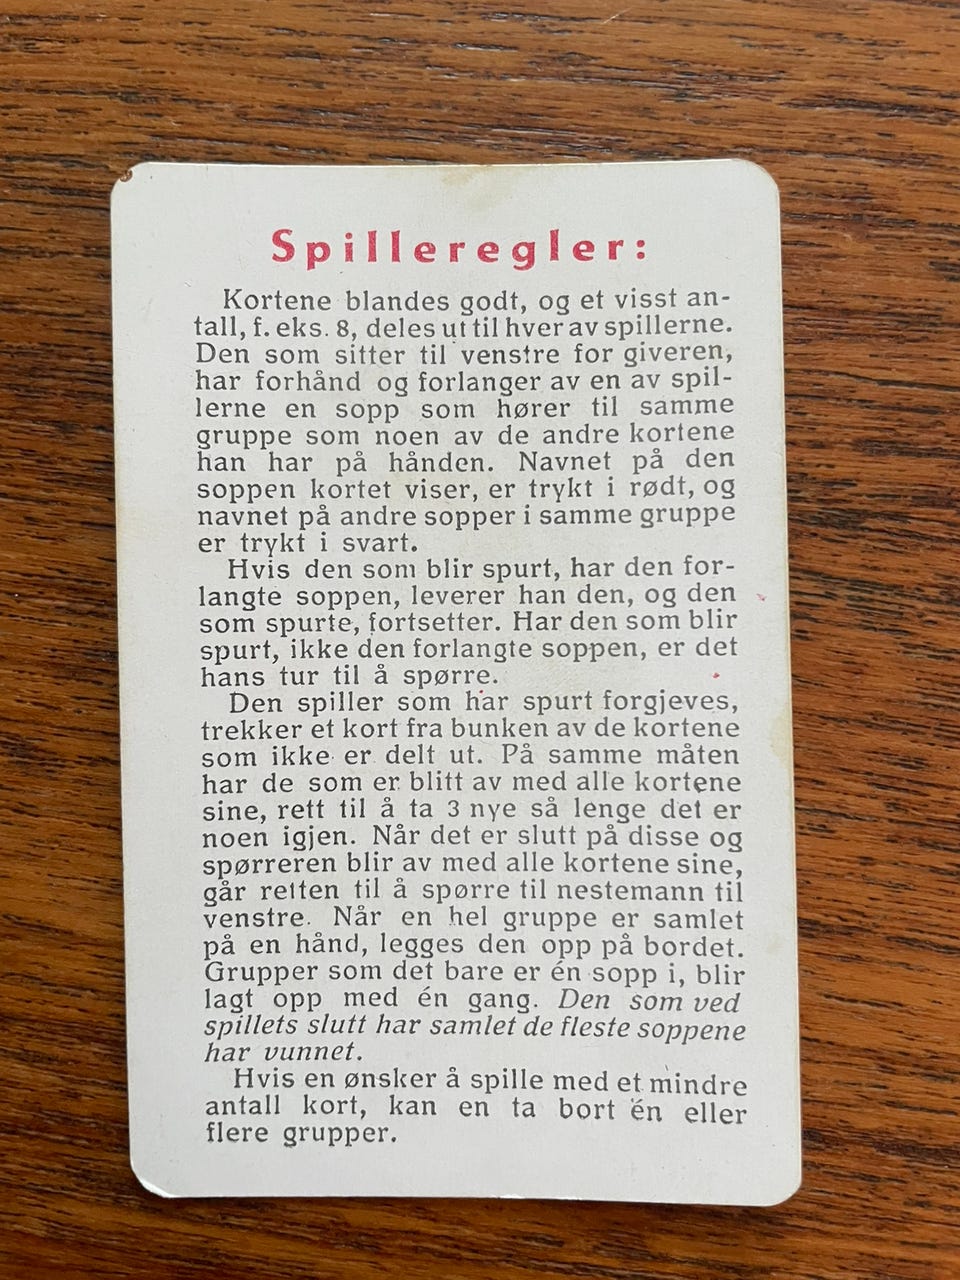 Spilleregler:
Kortene blandes godt, og et visst an-
tall, f. eks. 8, deles ut til hver av spillerne.
Den som sitter til venstre for giveren,
har forhånd og forlanger av en av spil-
lerne en sopp som hører til samme
gruppe som noen av de andre kortene
han har på hånden. Navnet på den
soppen kortet viser, er trykt i rødt, og
navnet på andre sopper i samme gruppe
er trykt i svart.
Hvis den som blir spurt, har den for-
langte soppen, leverer han den, og den
som spurte, fortsetter. Har den som blir
spurt, ikke den forlangte soppen, er det
hans tur til å spørre.
Den spiller som har spurt forgjeves,
trekker et kort fra bunken av de kortene
som ikke er delt ut. På samme måten
har de som er blitt av med alle kortene
sine, rett til å ta 3 nye så lenge det er
noen igjen. Når det er slutt på disse og
spørreren blir av med alle kortene sine,
går retten til å spørre til nestemann til
venstre. Når en hel gruppe er samlet
på en hånd, legges den opp på bordet.
Grupper som det bare er én sopp i, blir
lagt opp med én gang. Den som ved
spillets slutt har samlet de fleste soppene
har vunnet.
Hvis en ønsker å spille med et mindre
antall kort, kan en ta bort én eller
flere grupper.